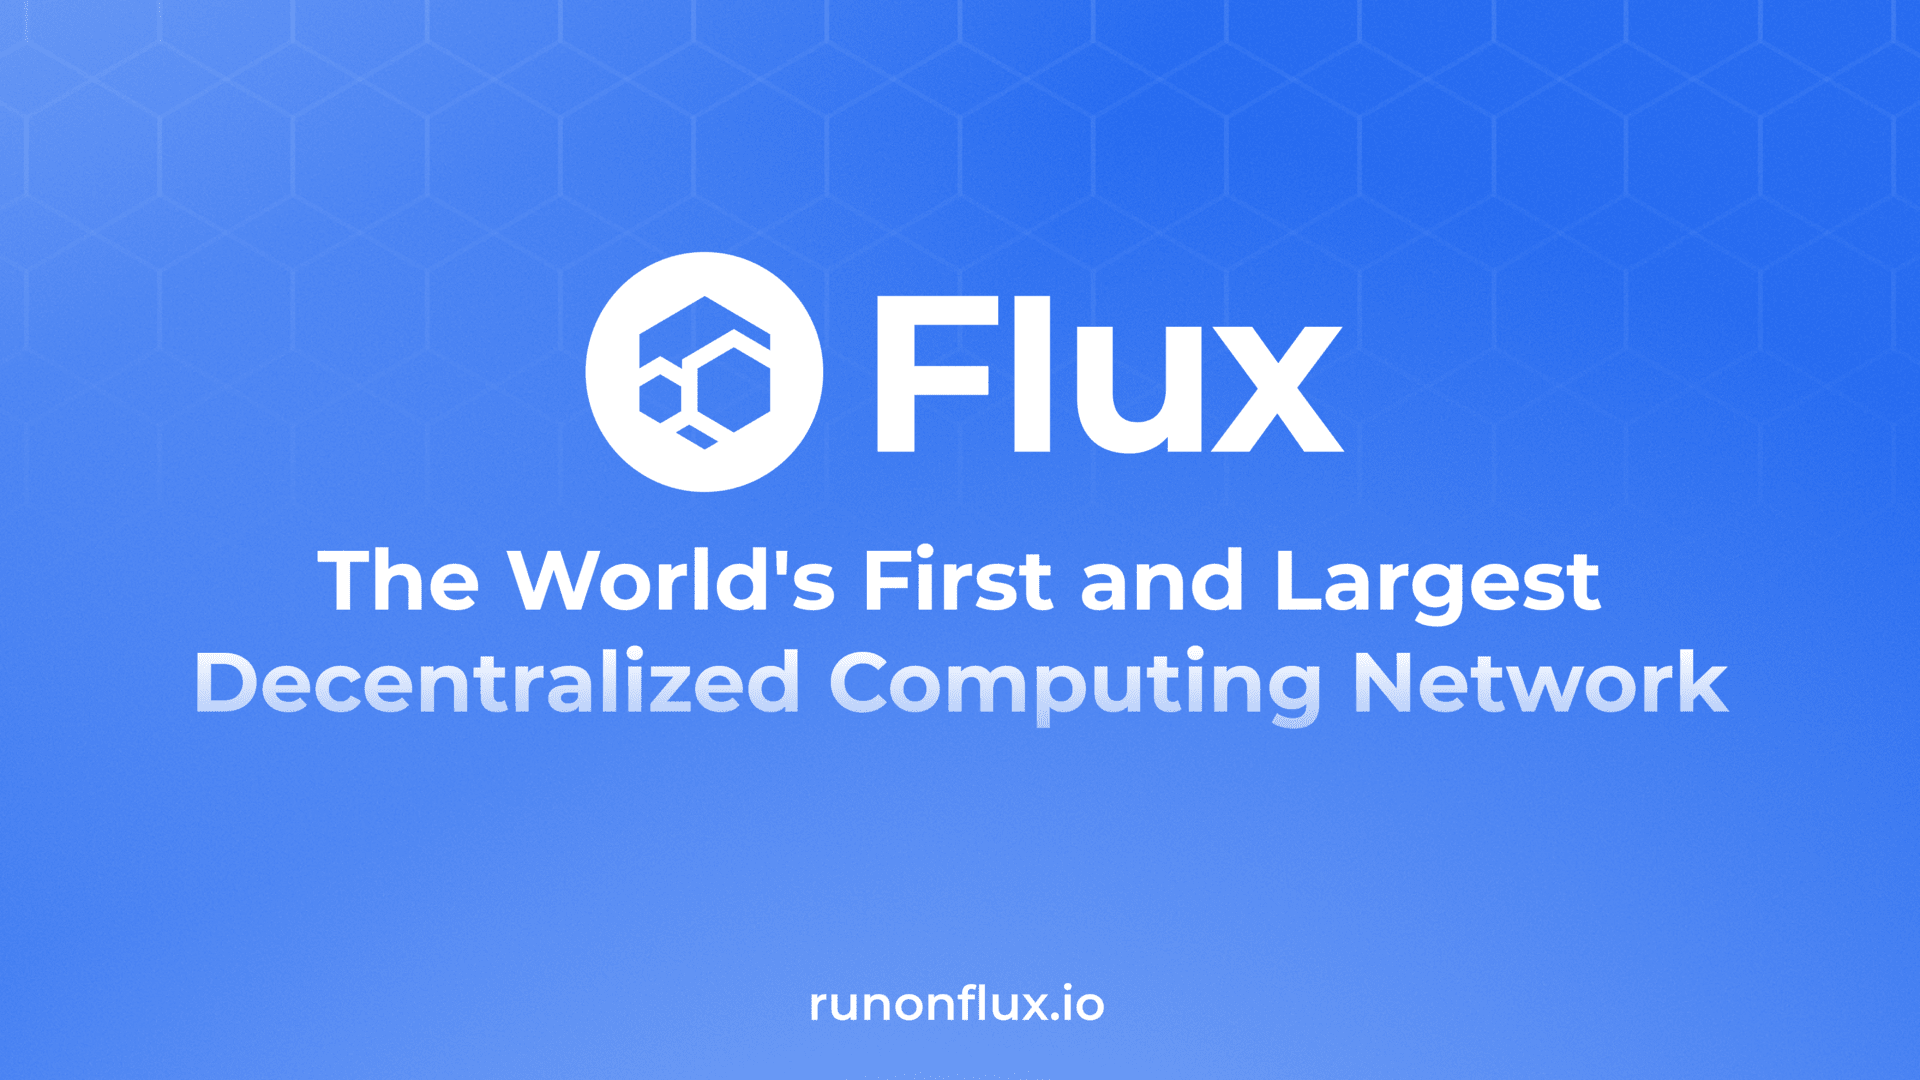 Flux
The World's First and Largest
Decentralized Computing Network
runonflux.io